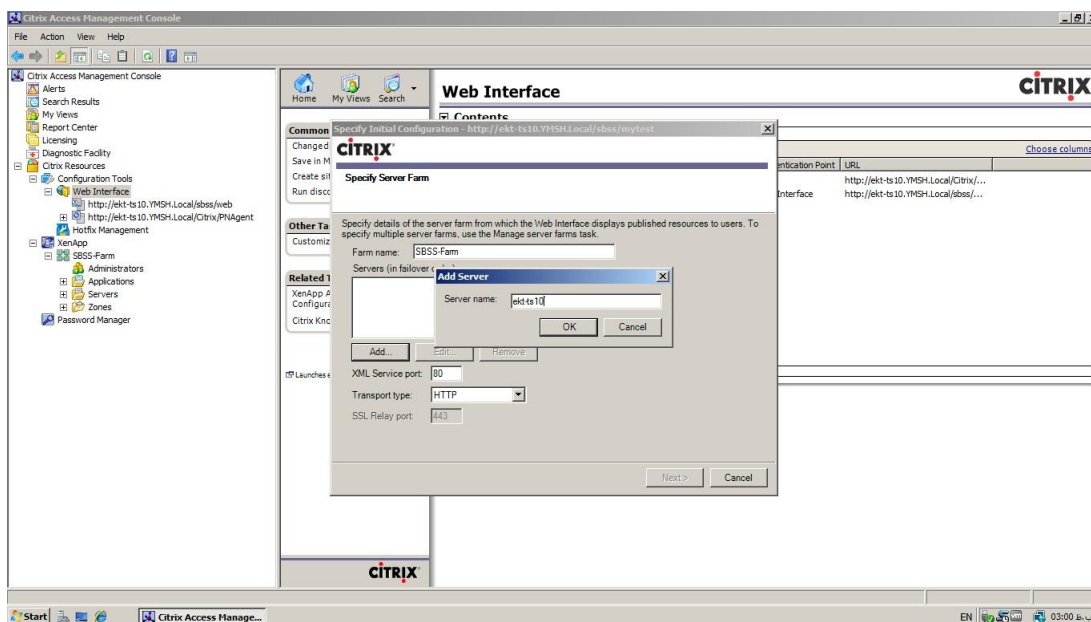 Citrix Access Management Console
File Action View Help
Citrix Access Management Console
Alerts
Search Results
My Views
Report Center
Licensing
Diagnostic Facility
Citrix Resources
Configuration Tools
Web Interface
http://ekt-ts10.YMSH.Local/sbss/web
http://ekt-ts10.YMSH.Local/Citrix/PNAgent
Hotfix Management
XenApp
SBSS-Farm
Administrators
Applications
Servers
Zones
Password Manager
Home My Views Search
Common
Changed
Save in M
Create sit
Run disco
Other Ta
Customiz
Related T
XenApp A
Configura
Citrix Kno
Launches e
CITRIX
Web Interface
CITRIX
Contents
Choose columns
entication Point URL
http://ekt-ts10.YMSH.Local/Citrix/...
Interface http://ekt-ts10.YMSH.Local/sbss/...
Specify Initial Configuration - http://ekt-ts10.YMSH.Local/sbss/mytest
CITRIX
Specify Server Farm
Specify details of the server farm from which the Web Interface displays published resources to users. To
specify multiple server farms, use the Manage server farms task.
Farm name: SBSS-Farm
Servers (in failover
Add Server
Server name: ekt-ts10
OK Cancel
Add... Edit... Remove
XML Service port: 80
Transport type: HTTP
SSL Relay port: 443
Next > Cancel
Start Citrix Access Manage... EN 03:00